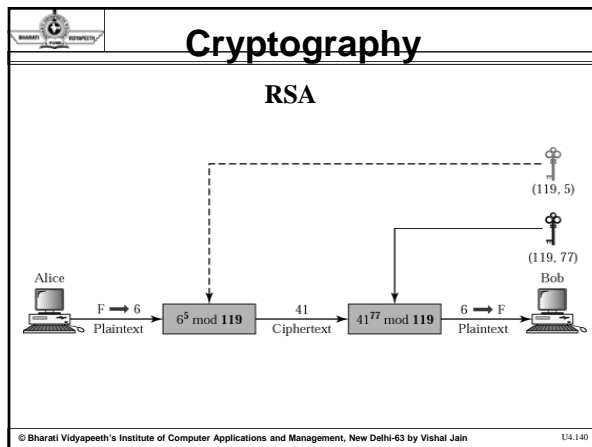 BHARATI
PUNE
VIDYAPEETH
Cryptography
RSA
(119, 5)
(119, 77)
Alice
Bob
F → 6
6⁵ mod 119
41
41⁷⁷ mod 119
6 → F
Plaintext
Ciphertext
Plaintext
© Bharati Vidyapeeth's Institute of Computer Applications and Management, New Delhi-63 by Vishal Jain
U4.140